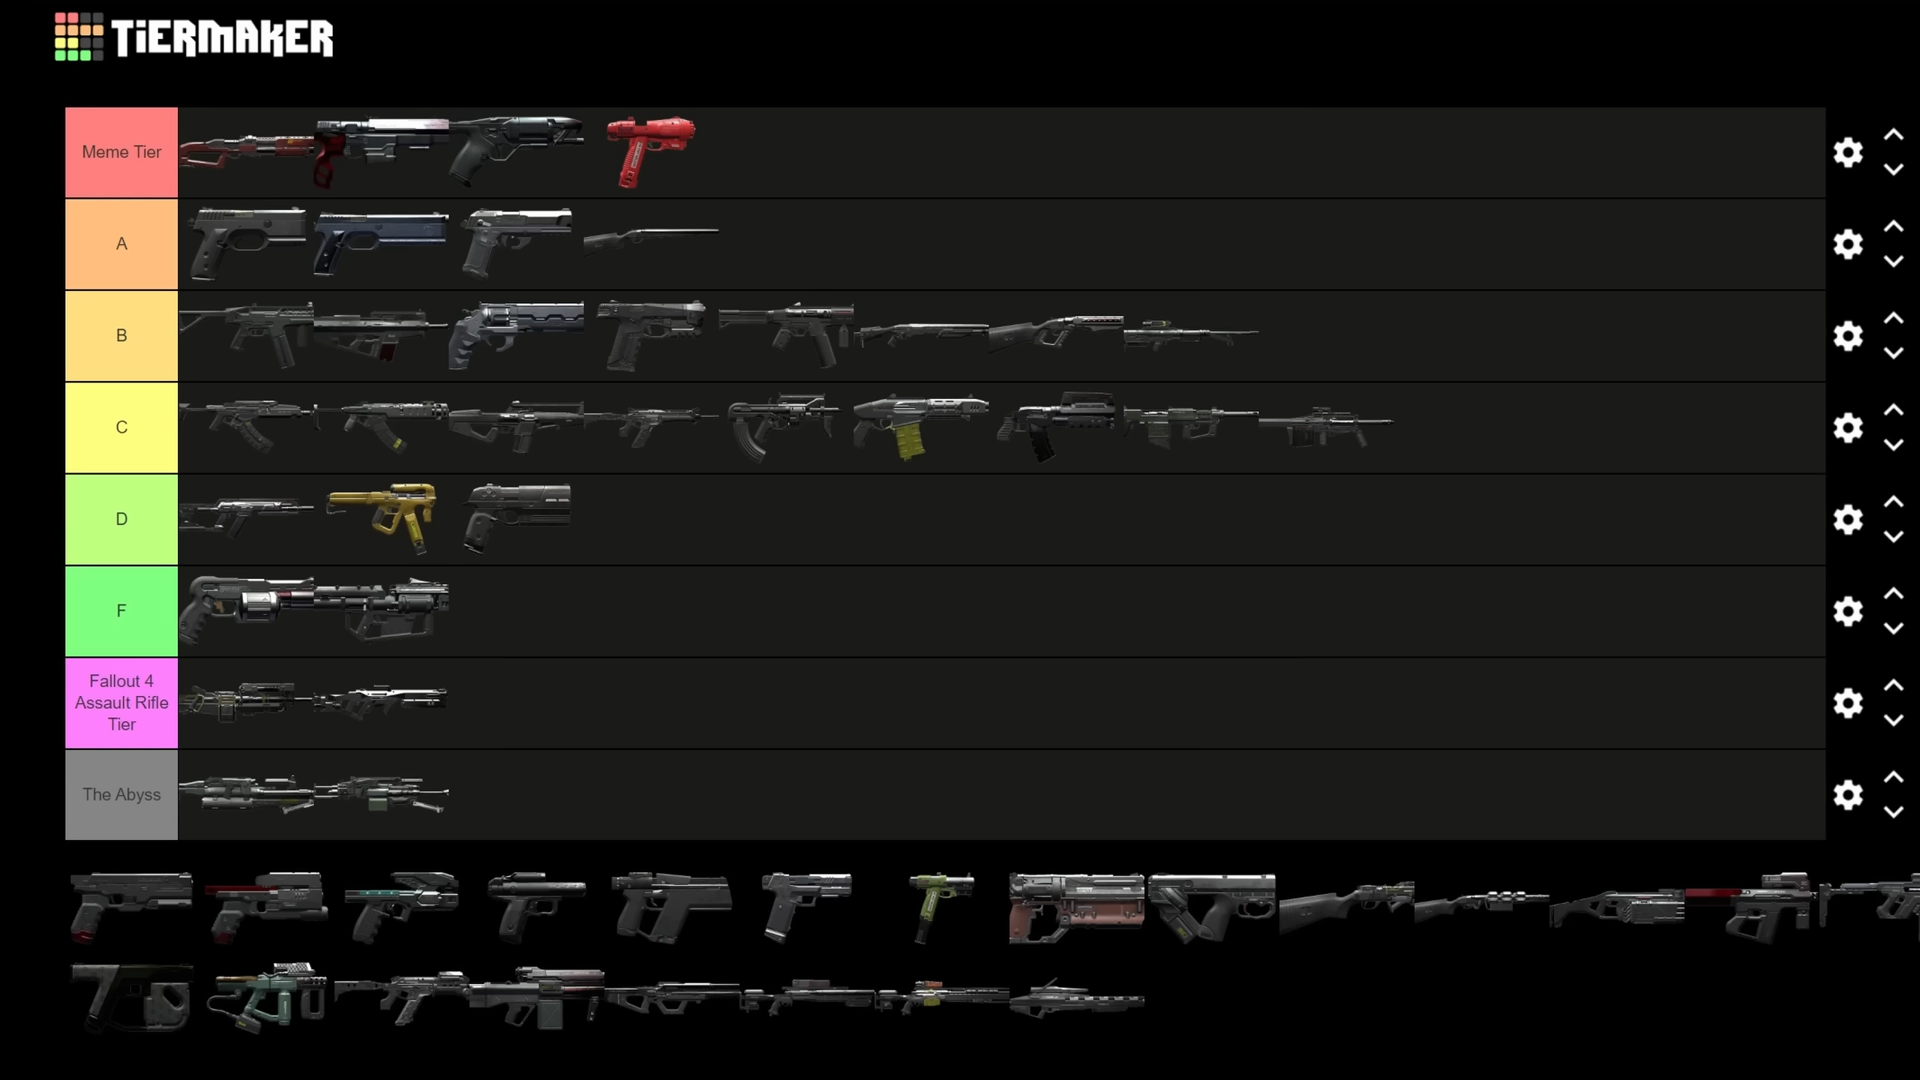 TiERMAKER
Meme Tier
A
B
C
D
F
Fallout 4
Assault Rifle
Tier
The Abyss